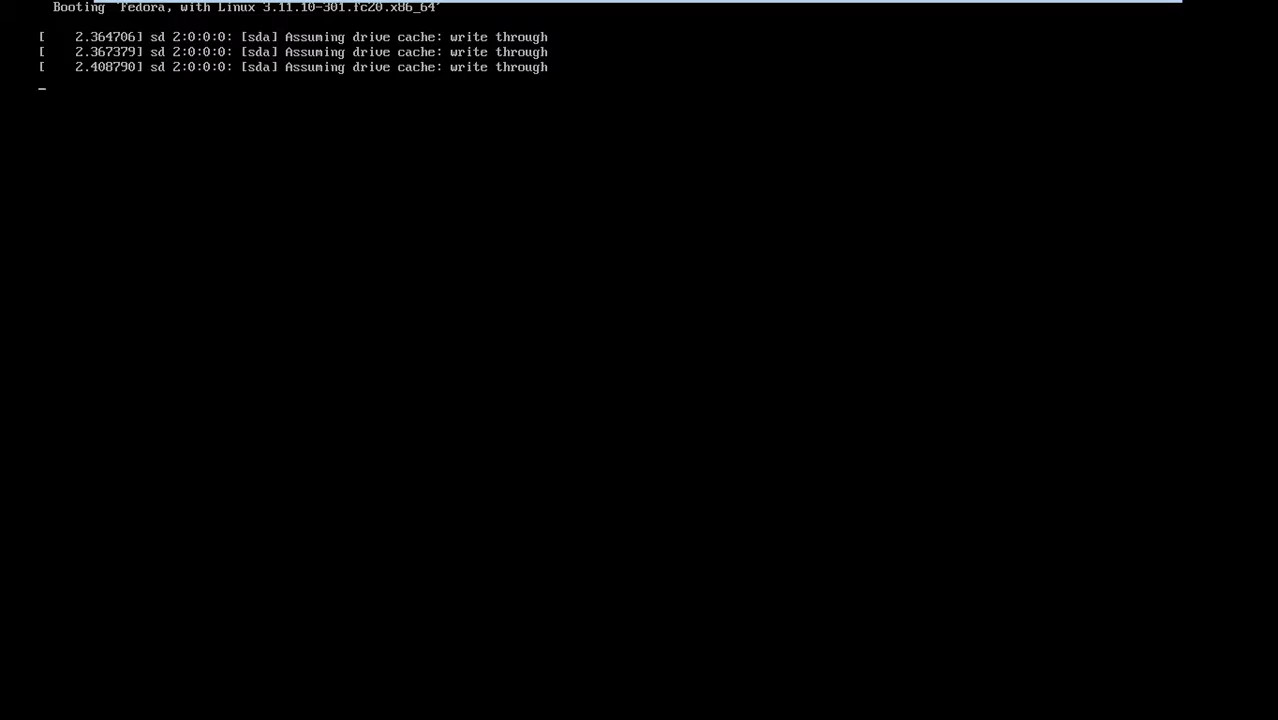 Booting 'Fedora, with Linux 3.11.10-301.fc20.x86_64'
[    2.364706] sd 2:0:0:0: [sda] Assuming drive cache: write through
[    2.367379] sd 2:0:0:0: [sda] Assuming drive cache: write through
[    2.408790] sd 2:0:0:0: [sda] Assuming drive cache: write through
_